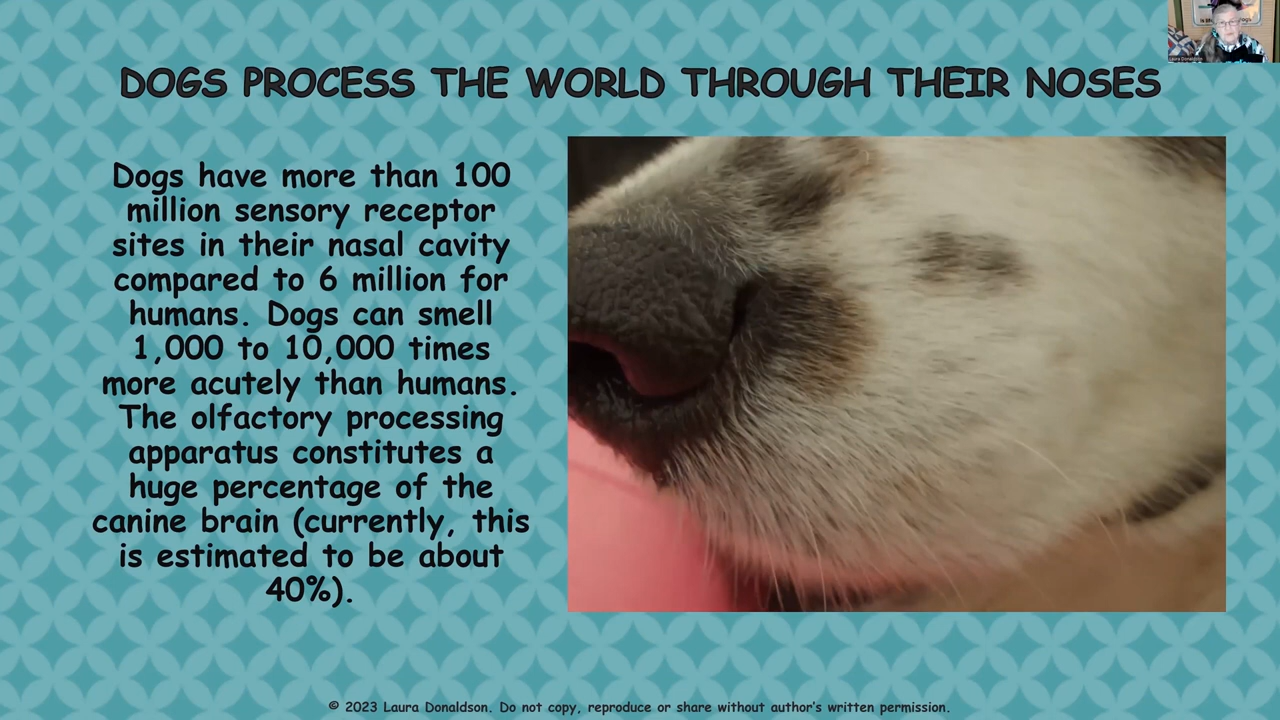 DOGS PROCESS THE WORLD THROUGH THEIR NOSES
Dogs have more than 100
million sensory receptor
sites in their nasal cavity
compared to 6 million for
humans. Dogs can smell
1,000 to 10,000 times
more acutely than humans.
The olfactory processing
apparatus constitutes a
huge percentage of the
canine brain (currently, this
is estimated to be about
40%).
Laura Donaldson
© 2023 Laura Donaldson. Do not copy, reproduce or share without author's written permission.